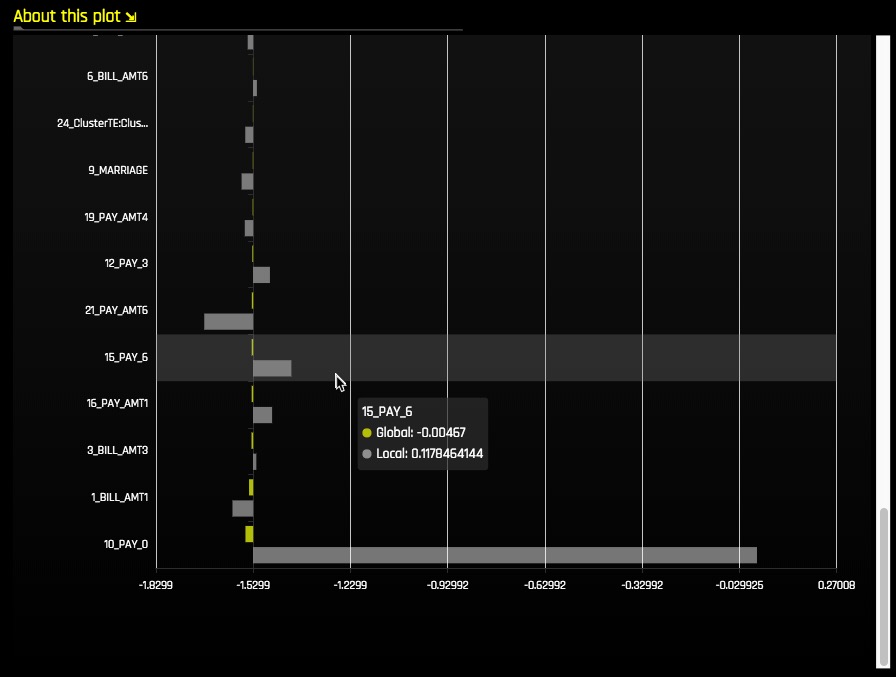 About this plot
6_BILL_AMT6
24_ClusterTE:Clus...
9_MARRIAGE
19_PAY_AMT4
12_PAY_3
21_PAY_AMT6
15_PAY_6
16_PAY_AMT1
15_PAY_6
Global: -0.00467
Local: 0.1178464144
3_BILL_AMT3
1_BILL_AMT1
10_PAY_0
-1.8299 -1.5299 -1.2299 -0.92992 -0.62992 -0.32992 -0.029925 0.27008